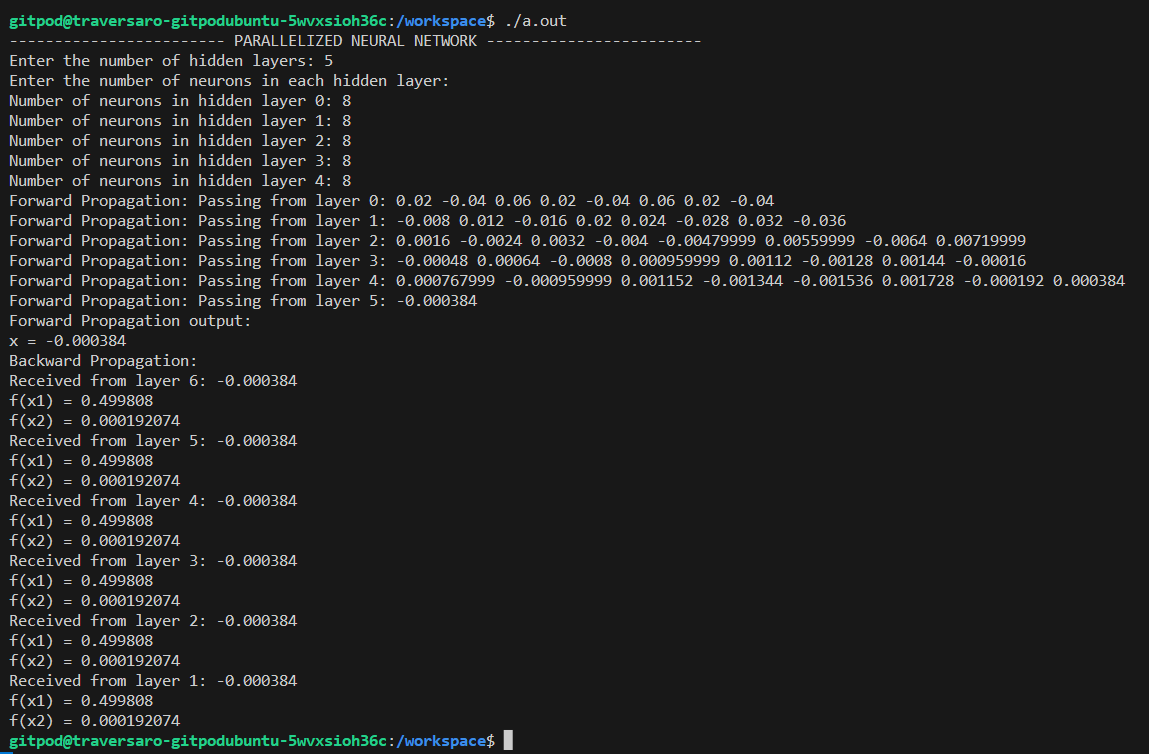 gitpod@traversaro-gitpodubuntu-5wvxsioh36c:/workspace$ ./a.out
------------------------ PARALLELIZED NEURAL NETWORK ------------------------
Enter the number of hidden layers: 5
Enter the number of neurons in each hidden layer:
Number of neurons in hidden layer 0: 8
Number of neurons in hidden layer 1: 8
Number of neurons in hidden layer 2: 8
Number of neurons in hidden layer 3: 8
Number of neurons in hidden layer 4: 8
Forward Propagation: Passing from layer 0: 0.02 -0.04 0.06 0.02 -0.04 0.06 0.02 -0.04
Forward Propagation: Passing from layer 1: -0.008 0.012 -0.016 0.02 0.024 -0.028 0.032 -0.036
Forward Propagation: Passing from layer 2: 0.0016 -0.0024 0.0032 -0.004 -0.00479999 0.00559999 -0.0064 0.00719999
Forward Propagation: Passing from layer 3: -0.00048 0.00064 -0.0008 0.000959999 0.00112 -0.00128 0.00144 -0.00016
Forward Propagation: Passing from layer 4: 0.000767999 -0.000959999 0.001152 -0.001344 -0.001536 0.001728 -0.000192 0.000384
Forward Propagation: Passing from layer 5: -0.000384
Forward Propagation output:
x = -0.000384
Backward Propagation:
Received from layer 6: -0.000384
f(x1) = 0.499808
f(x2) = 0.000192074
Received from layer 5: -0.000384
f(x1) = 0.499808
f(x2) = 0.000192074
Received from layer 4: -0.000384
f(x1) = 0.499808
f(x2) = 0.000192074
Received from layer 3: -0.000384
f(x1) = 0.499808
f(x2) = 0.000192074
Received from layer 2: -0.000384
f(x1) = 0.499808
f(x2) = 0.000192074
Received from layer 1: -0.000384
f(x1) = 0.499808
f(x2) = 0.000192074
gitpod@traversaro-gitpodubuntu-5wvxsioh36c:/workspace$